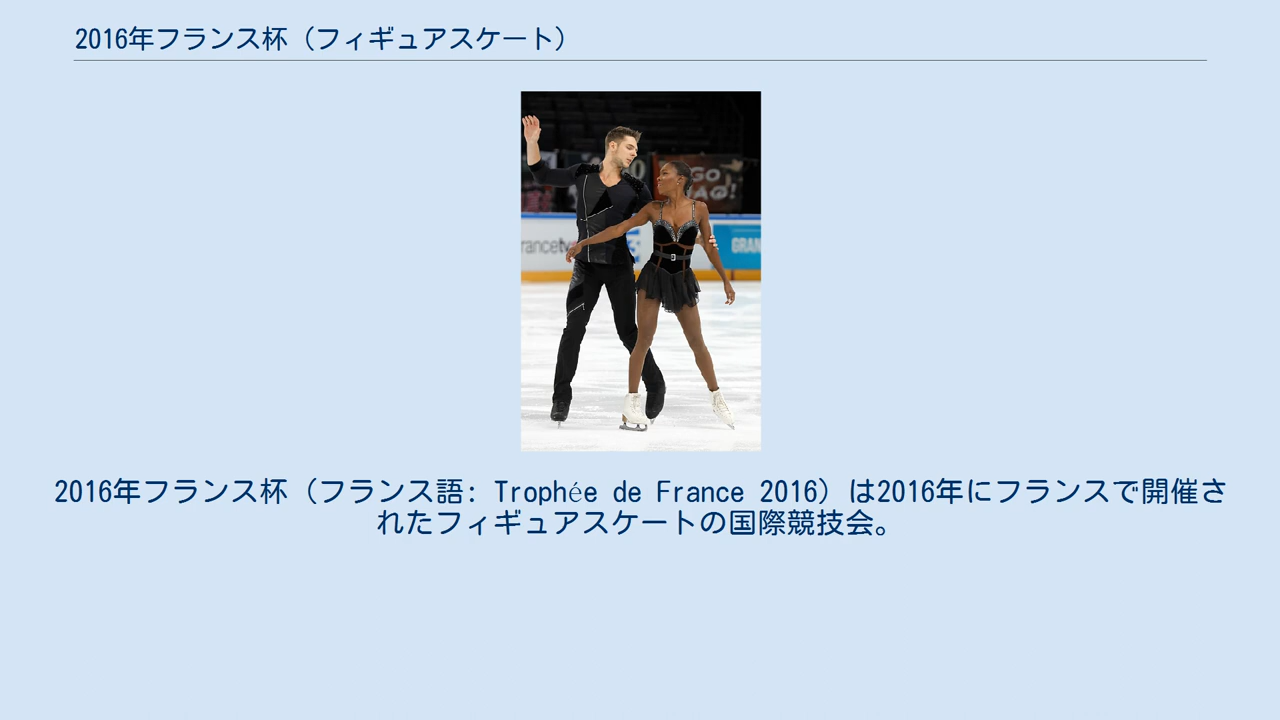 2016年フランス杯（フィギュアスケート）
GO
rancetv
GRAN
2016年フランス杯（フランス語: Trophée de France 2016）は2016年にフランスで開催さ
れたフィギュアスケートの国際競技会。